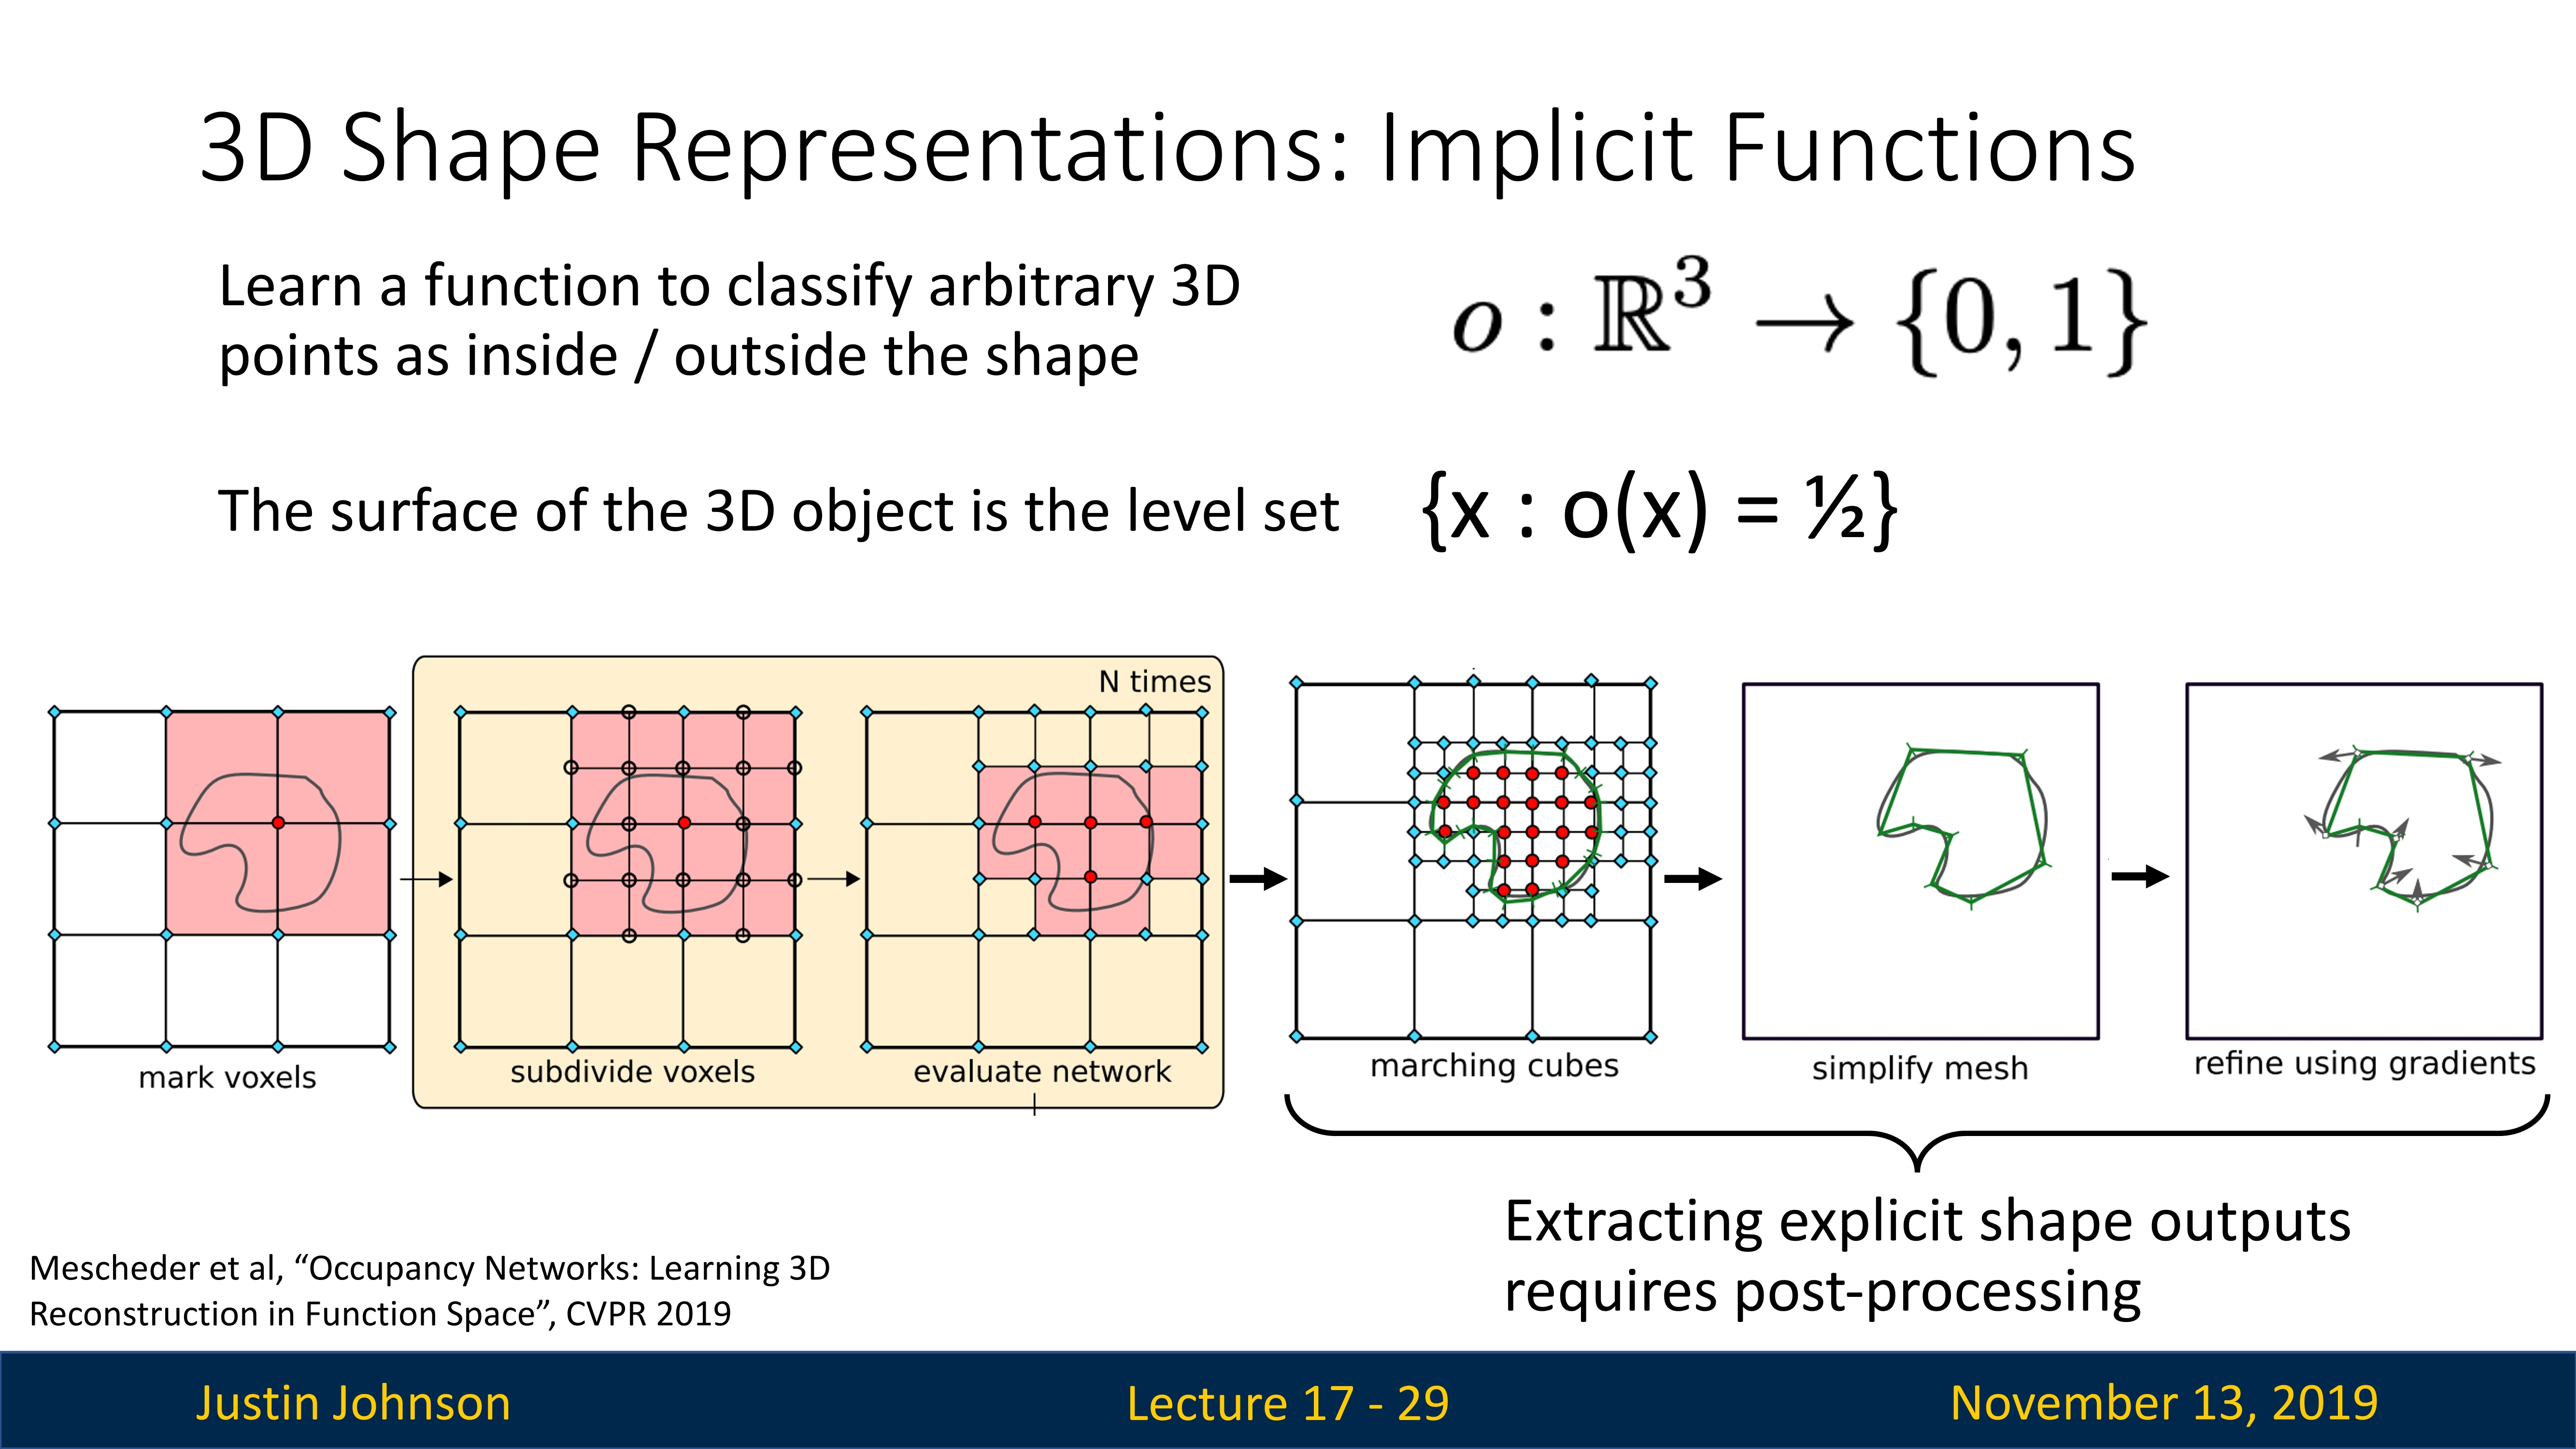 3D Shape Representations: Implicit Functions
Learn a function to classify arbitrary 3D
points as inside / outside the shape
o : ℝ³ → {0, 1}
The surface of the 3D object is the level set
{x : o(x) = ½}
N times
mark voxels
subdivide voxels
evaluate network
marching cubes
simplify mesh
refine using gradients
Extracting explicit shape outputs
requires post-processing
Mescheder et al, “Occupancy Networks: Learning 3D
Reconstruction in Function Space”, CVPR 2019
Justin Johnson
Lecture 17 - 29
November 13, 2019